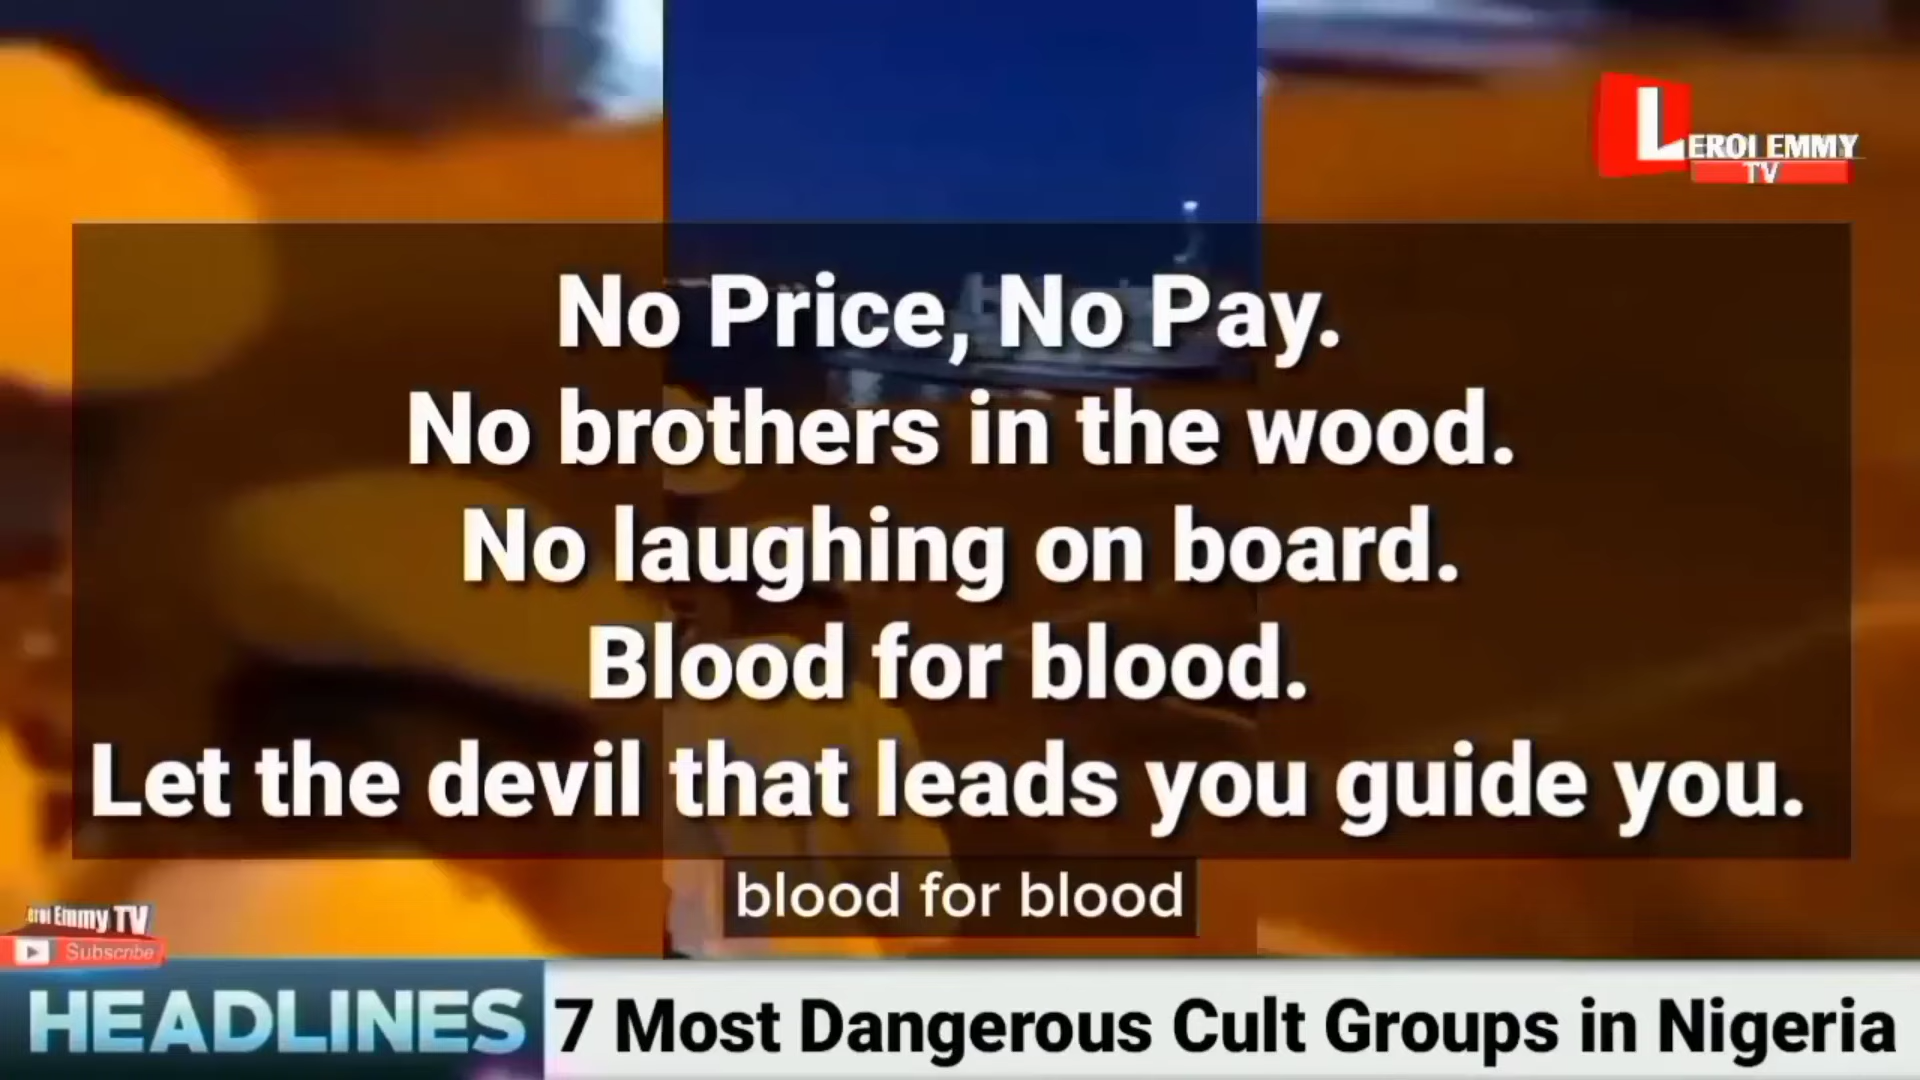 LEROI EMMY
TV
No Price, No Pay.
No brothers in the wood.
No laughing on board.
Blood for blood.
Let the devil that leads you guide you.
blood for blood
eroi Emmy TV
Subscribe
HEADLINES
7 Most Dangerous Cult Groups in Nigeria